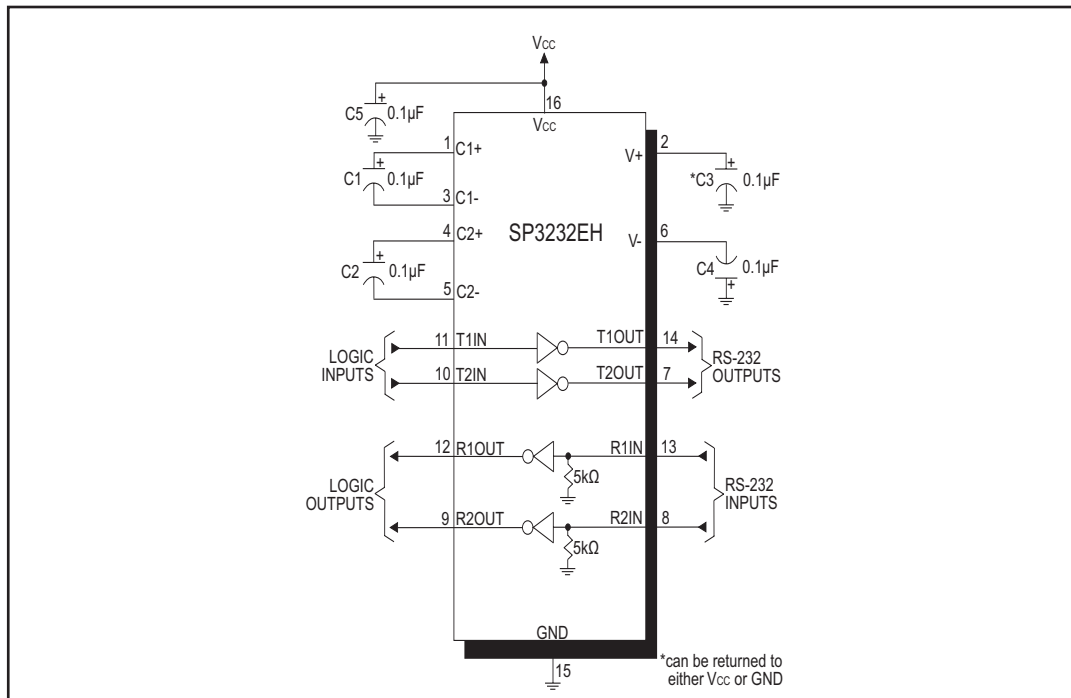 VCC
16
VCC
C5
+
0.1µF
1
C1+
C1
+
0.1µF
3
C1-
4
C2+
C2
+
0.1µF
5
C2-
SP3232EH
2
V+
*C3
+
0.1µF
6
V-
C4
0.1µF
+
LOGIC
INPUTS
11
T1IN
T1OUT
14
10
T2IN
T2OUT
7
RS-232
OUTPUTS
LOGIC
OUTPUTS
12
R1OUT
R1IN
13
5kΩ
9
R2OUT
R2IN
8
5kΩ
RS-232
INPUTS
GND
15
*can be returned to
either VCC or GND